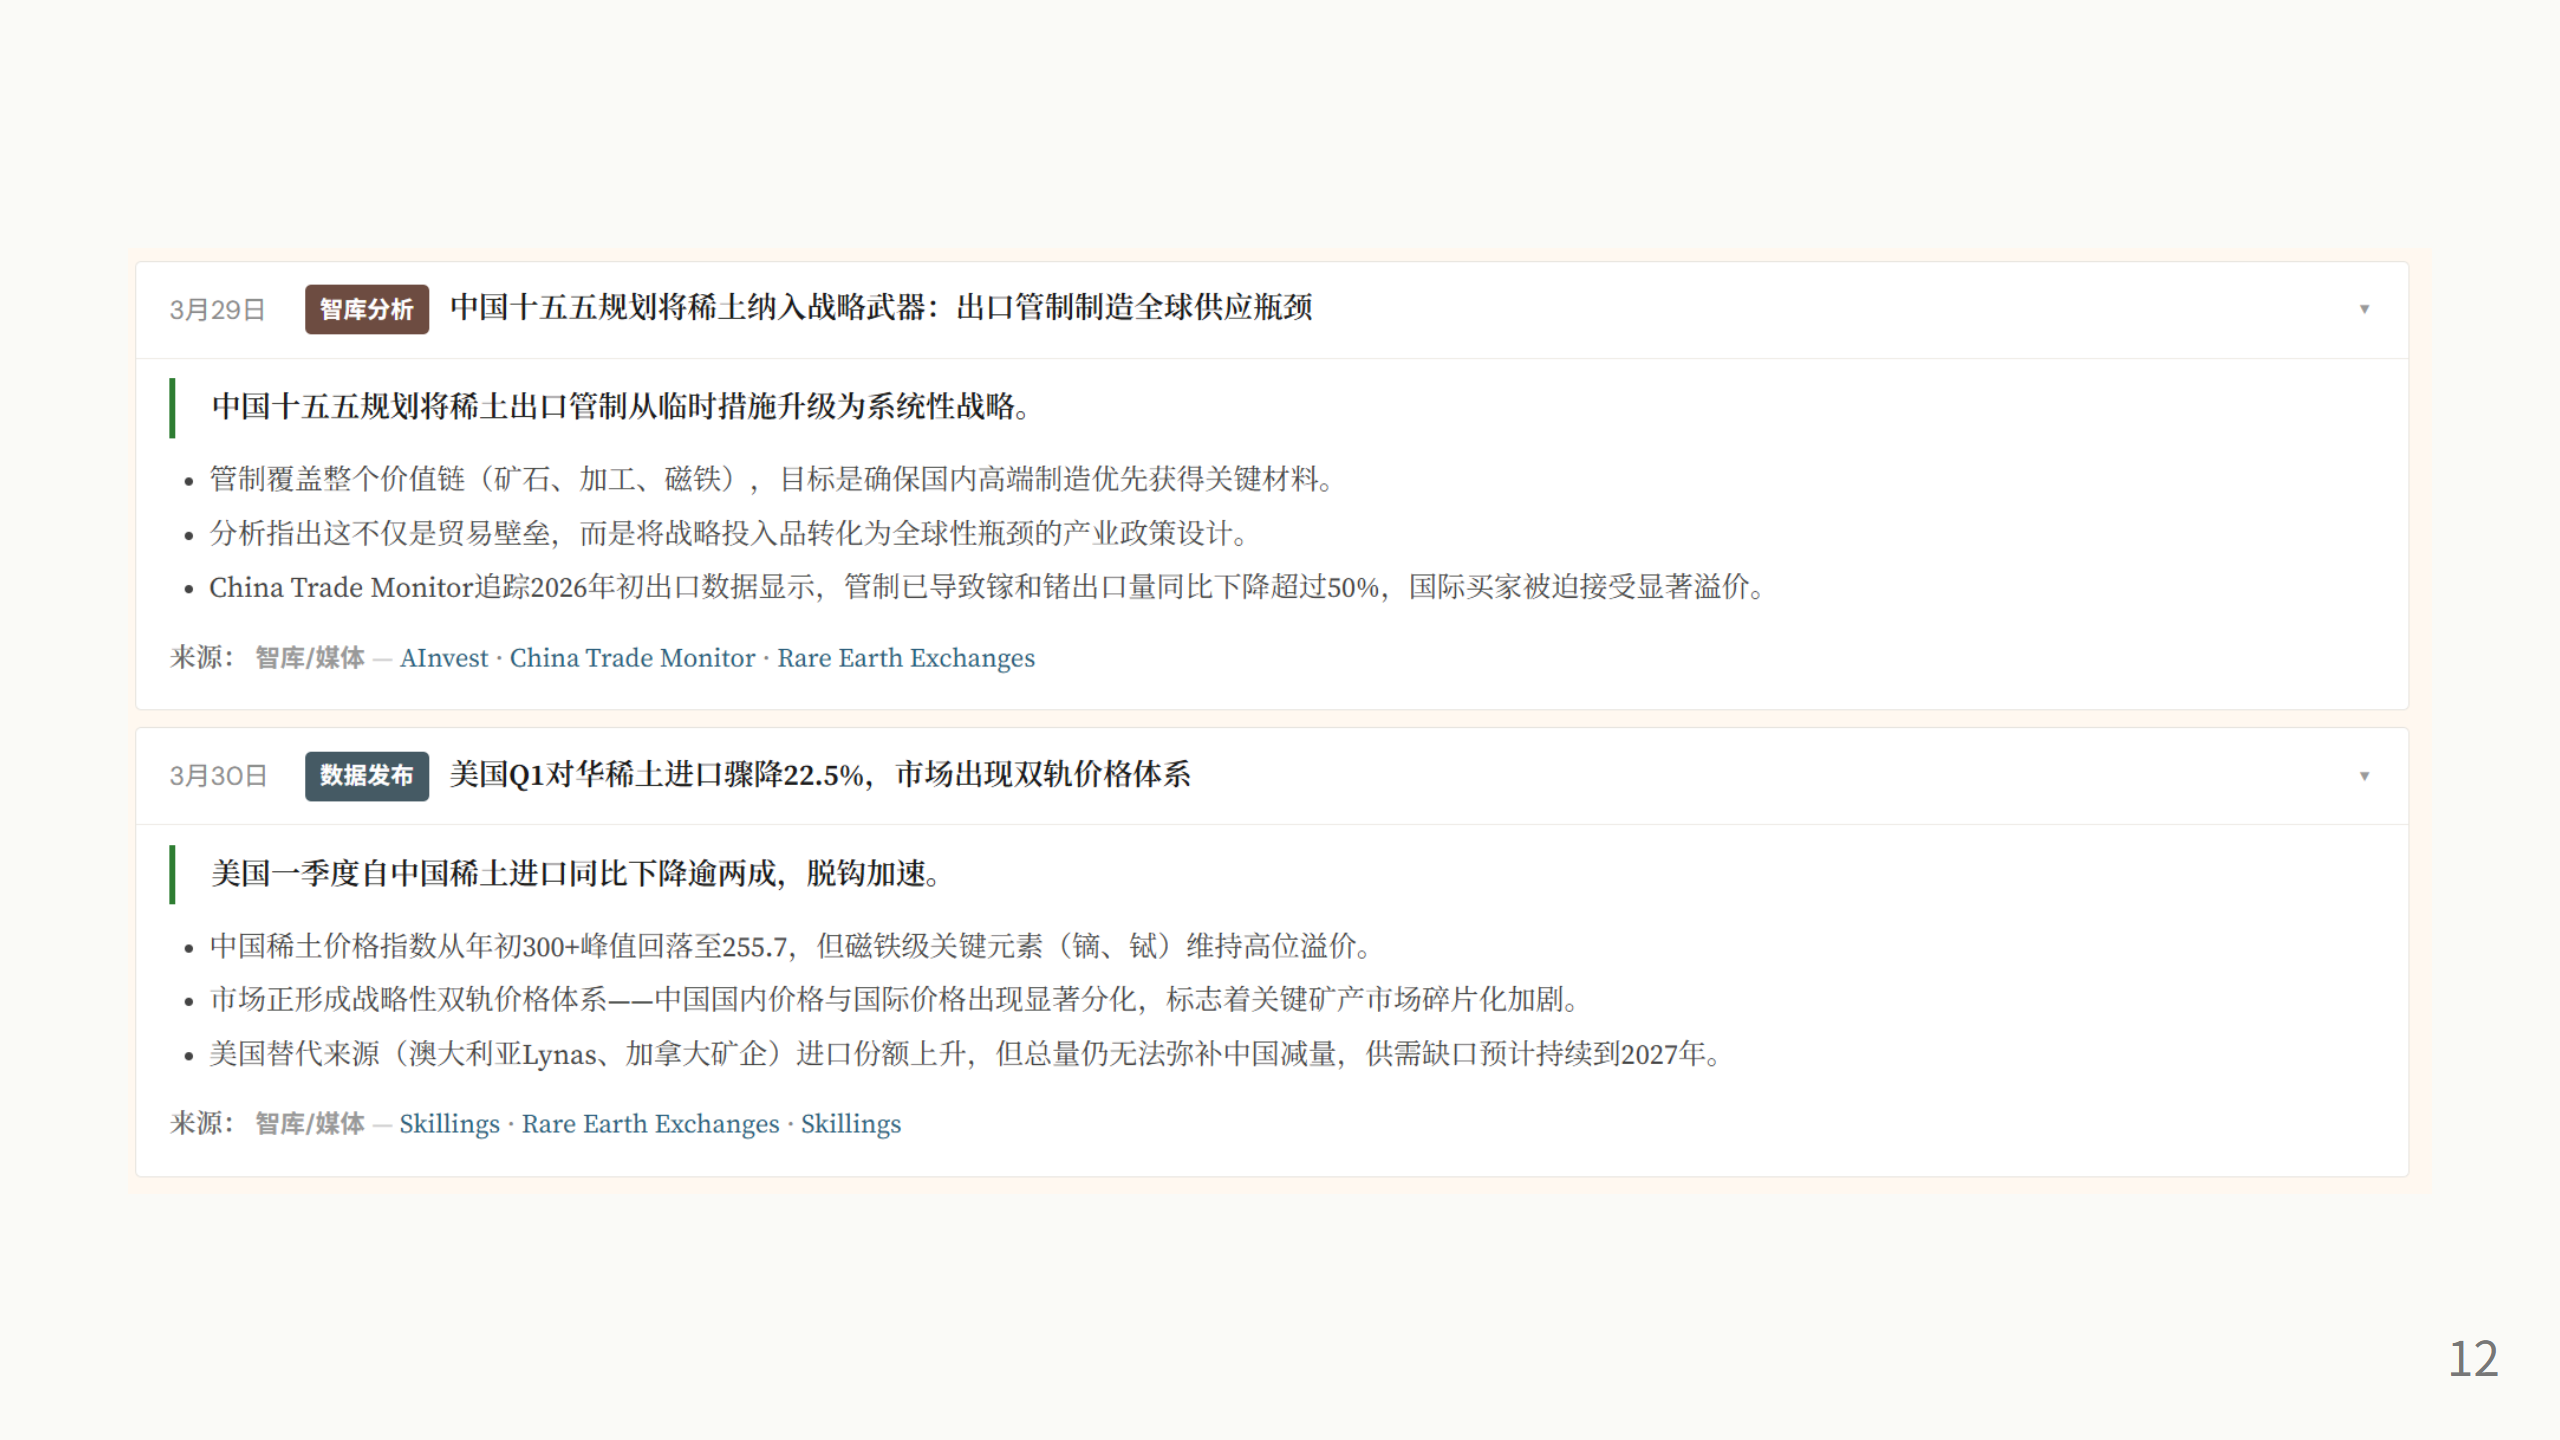 3月29日 智库分析 中国十五五规划将稀土纳入战略武器：出口管制制造全球供应瓶颈 ▼
中国十五五规划将稀土出口管制从临时措施升级为系统性战略。
• 管制覆盖整个价值链（矿石、加工、磁铁），目标是确保国内高端制造优先获得关键材料。
• 分析指出这不仅是贸易壁垒，而是将战略投入品转化为全球性瓶颈的产业政策设计。
• China Trade Monitor追踪2026年初出口数据显示，管制已导致镓和锗出口量同比下降超过50%，国际买家被迫接受显著溢价。
来源： 智库/媒体 — AInvest · China Trade Monitor · Rare Earth Exchanges
3月30日 数据发布 美国Q1对华稀土进口骤降22.5%，市场出现双轨价格体系 ▼
美国一季度自中国稀土进口同比下降逾两成，脱钩加速。
• 中国稀土价格指数从年初300+峰值回落至255.7，但磁铁级关键元素（镝、铽）维持高位溢价。
• 市场正形成战略性双轨价格体系——中国国内价格与国际价格出现显著分化，标志着关键矿产市场碎片化加剧。
• 美国替代来源（澳大利亚Lynas、加拿大矿企）进口份额上升，但总量仍无法弥补中国减量，供需缺口预计持续到2027年。
来源： 智库/媒体 — Skillings · Rare Earth Exchanges · Skillings
12